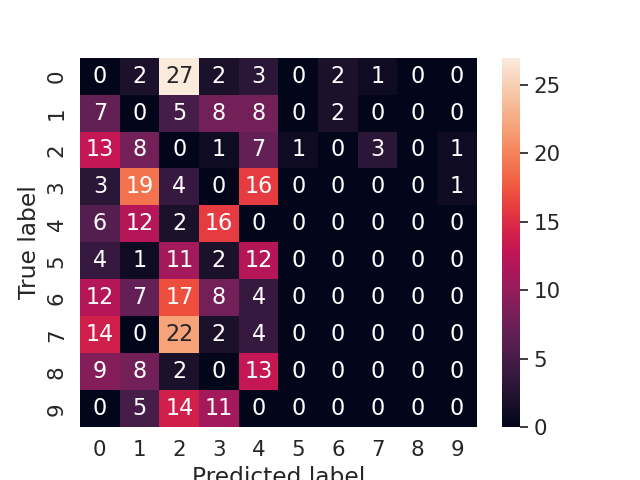 0 0 2 27 2 3 0 2 1 0 0
1 7 0 5 8 8 0 2 0 0 0
2 13 8 0 1 7 1 0 3 0 1
3 3 19 4 0 16 0 0 0 0 1
4 6 12 2 16 0 0 0 0 0 0
5 4 1 11 2 12 0 0 0 0 0
6 12 7 17 8 4 0 0 0 0 0
7 14 0 22 2 4 0 0 0 0 0
8 9 8 2 0 13 0 0 0 0 0
9 0 5 14 11 0 0 0 0 0 0
0 1 2 3 4 5 6 7 8 9
Predicted label
True label
25
20
15
10
5
0